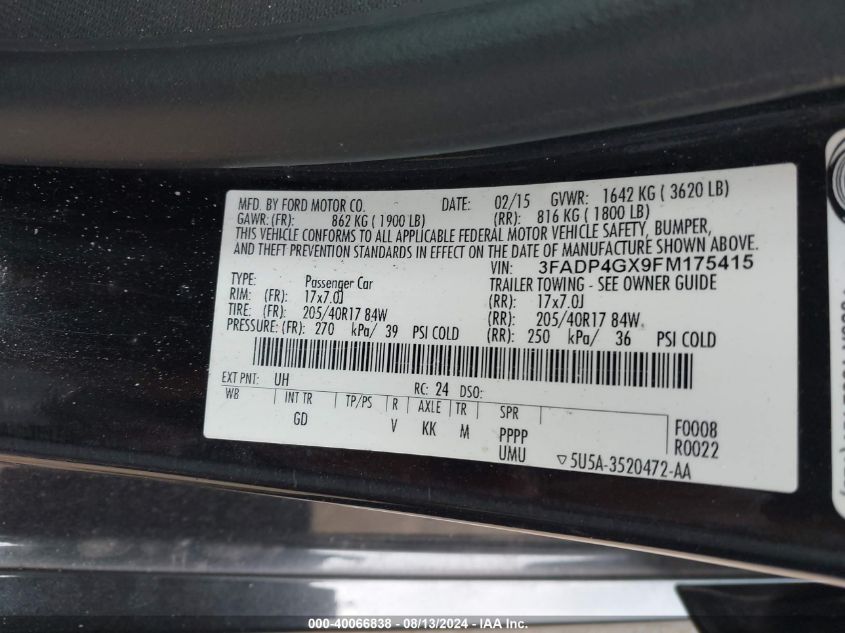 MFD. BY FORD MOTOR CO. DATE: 02/15 GVWR: 1642 KG ( 3620 LB)
GAWR: (FR): 862 KG ( 1900 LB) (RR): 816 KG ( 1800 LB)
THIS VEHICLE CONFORMS TO ALL APPLICABLE FEDERAL MOTOR VEHICLE SAFETY, BUMPER,
AND THEFT PREVENTION STANDARDS IN EFFECT ON THE DATE OF MANUFACTURE SHOWN ABOVE.
VIN: 3FADP4GX9FM175415
TYPE: Passenger Car TRAILER TOWING - SEE OWNER GUIDE
RIM: (FR): 17x7.0J (RR): 17x7.0J
TIRE: (FR): 205/40R17 84W (RR): 205/40R17 84W
PRESSURE: (FR): 270 kPa/ 39 PSI COLD (RR): 250 kPa/ 36 PSI COLD
EXT PNT: UH RC: 24 DSO:
WB INT TR TP/PS R AXLE TR SPR
GD V KK M PPPP F0008
UMU R0022
▽5U5A-3520472-AA
000-40066838 - 08/13/2024 - IAA Inc.